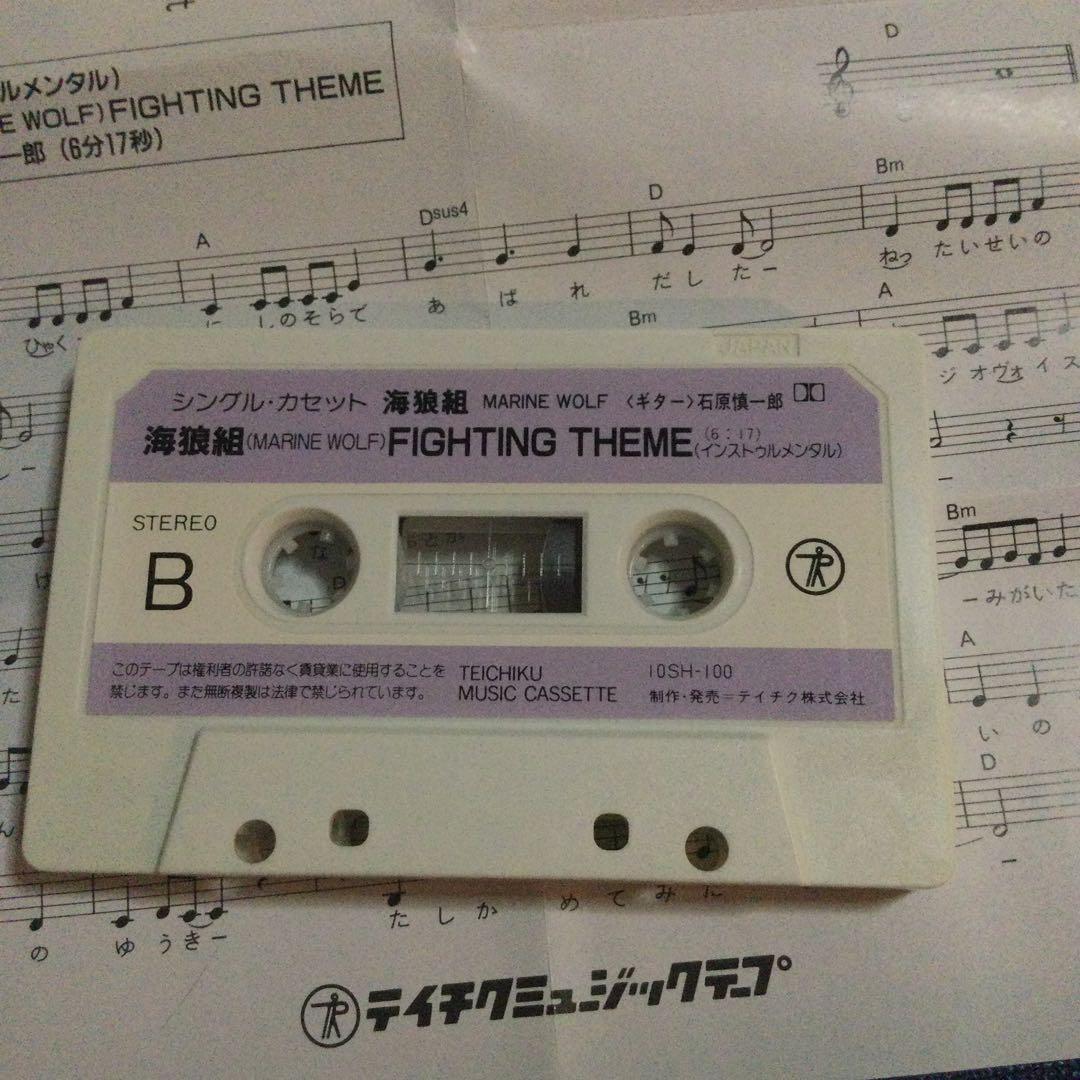 ルメンタル)
E WOLF)FIGHTING THEME
一郎 (6分17秒)
D
A
Dsus4
D
Bm
ひゃく
しのそらで
あばれ
だしたー
ねったいせいの
Bm
A
ジオヴォイス
JAPAN
シングル・カセット 海狼組 MARINE WOLF 〈ギター〉石原慎一郎
海狼組(MARINE WOLF)FIGHTING THEME(6:17)(インストゥルメンタル)
STEREO
B
このテープは権利者の許諾なく賃貸業に使用することを
禁じます。また無断複製は法律で禁じられています。
TEICHIKU
MUSIC CASSETTE
10SH-100
制作・発売=テイチク株式会社
Bm
ーみがいた
A
いの
D
の ゆうきー
たしか めてみに
テイチクミュージックテープ